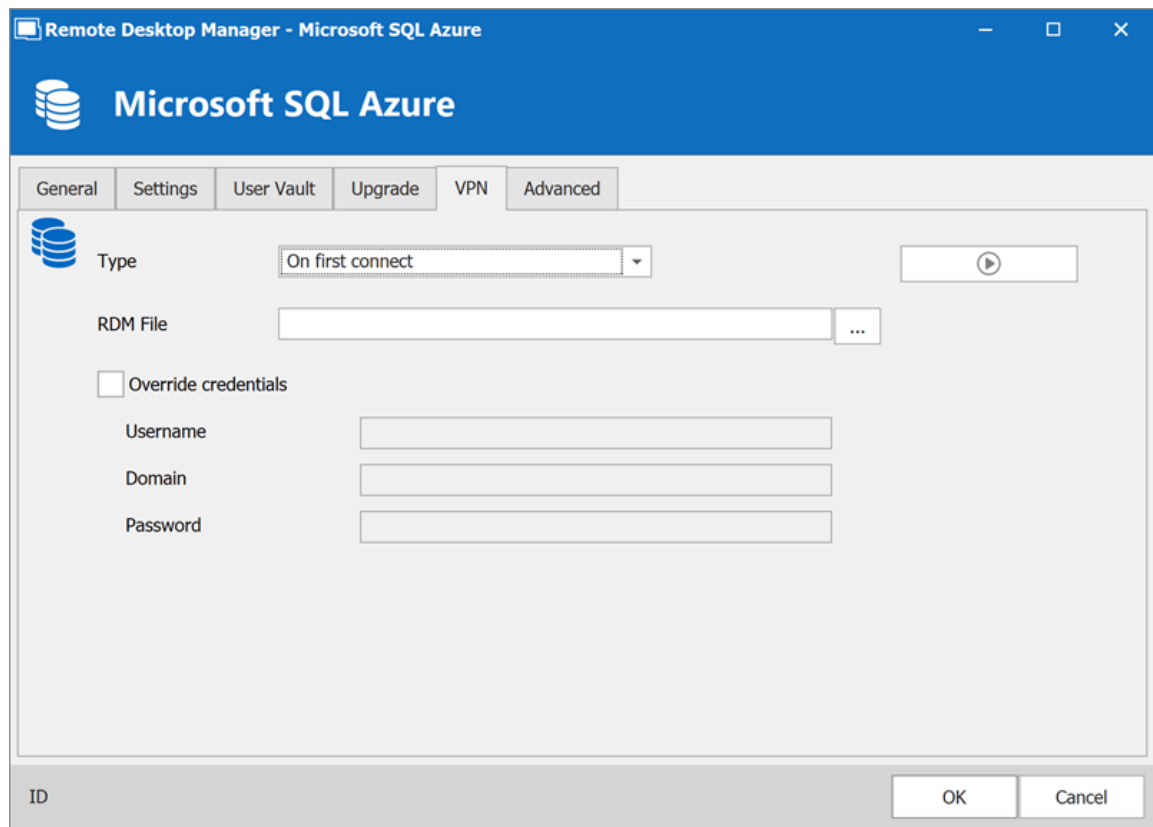 Remote Desktop Manager - Microsoft SQL Azure
Microsoft SQL Azure
General Settings User Vault Upgrade VPN Advanced
Type On first connect
RDM File ...
Override credentials
Username
Domain
Password
ID OK Cancel